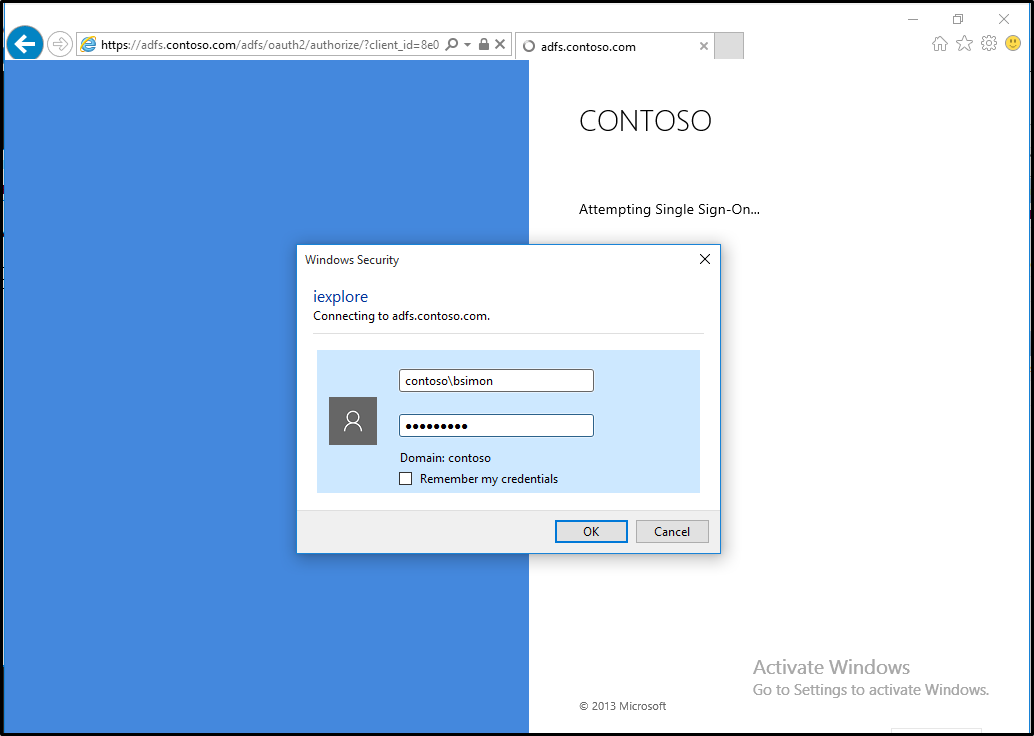 https://adfs.contoso.com/adfs/oauth2/authorize/?client_id=8e0
adfs.contoso.com
CONTOSO
Attempting Single Sign-On...
Windows Security
iexplore
Connecting to adfs.contoso.com.
contoso\bsimon
•••••••••
Domain: contoso
Remember my credentials
OK
Cancel
Activate Windows
Go to Settings to activate Windows.
© 2013 Microsoft